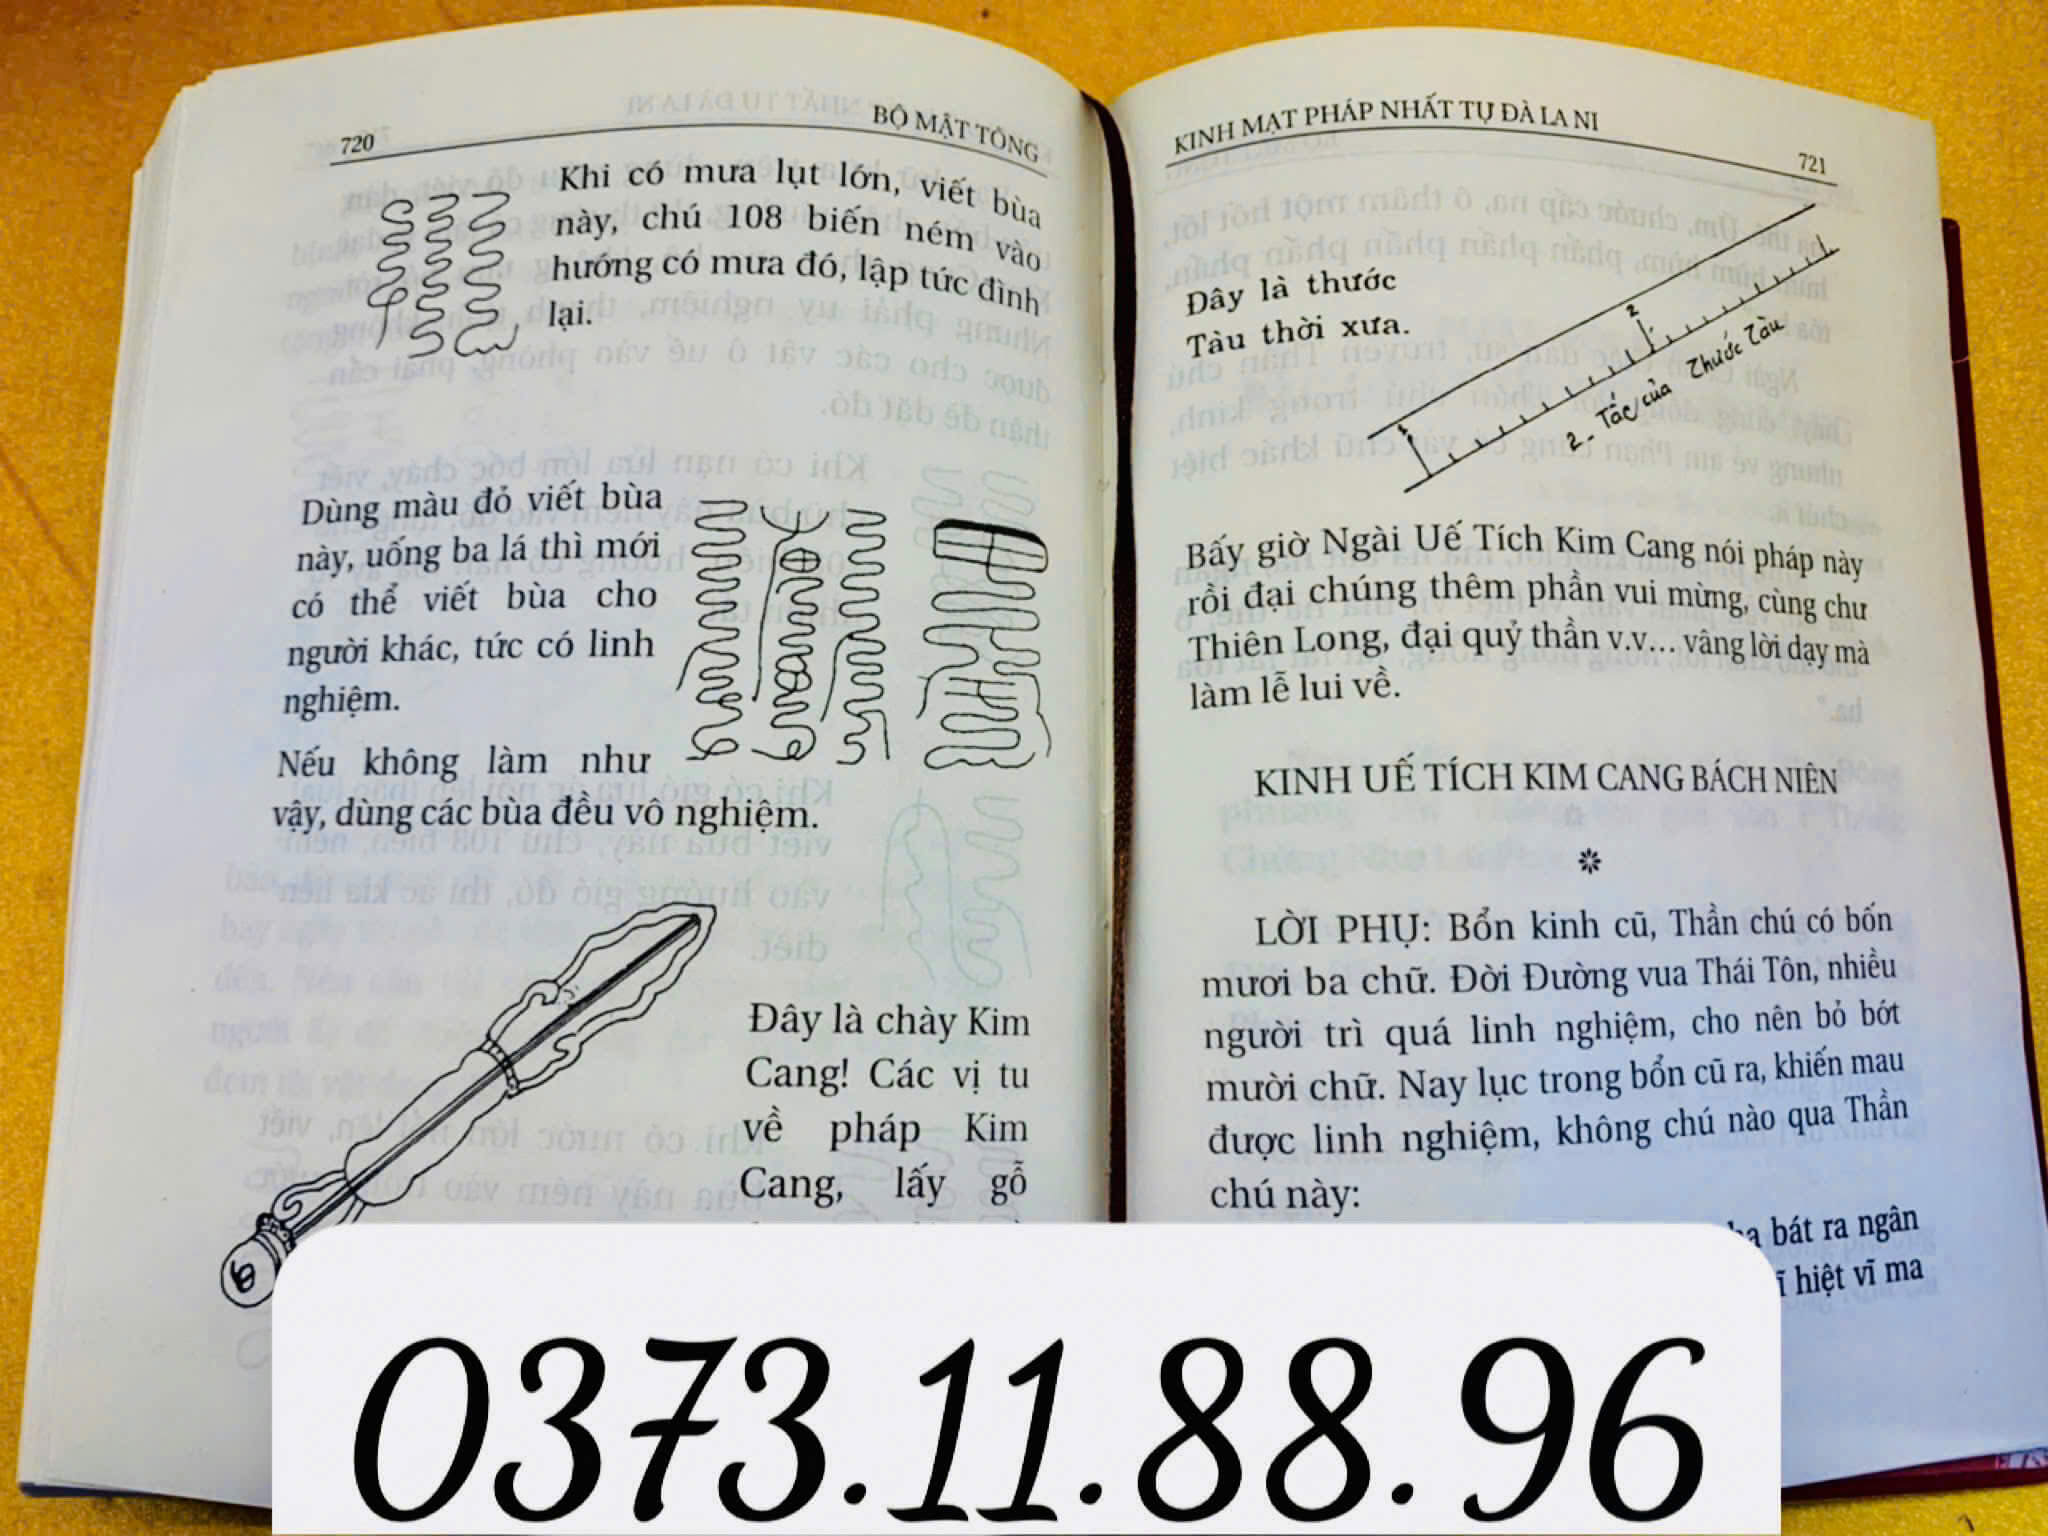 720
BỘ MẬT TÔNG
Khi có mưa lụt lớn, viết bùa
này, chú 108 biến ném vào
hướng có mưa đó, lập tức đình
lại.
Dùng màu đỏ viết bùa
này, uống ba lá thì mới
có thể viết bùa cho
người khác, tức có linh
nghiệm.
Nếu không làm như
vậy, dùng các bùa đều vô nghiệm.
Đây là chày Kim
Cang! Các vị tu
về pháp Kim
Cang, lấy gỗ
KINH MẠT PHÁP NHẤT TỰ ĐÀ LA NI
721
Đây là thước
Tàu thời xưa.
1
2
2 - Tấc của Thước Tàu
Bấy giờ Ngài Uế Tích Kim Cang nói pháp này
rồi đại chúng thêm phần vui mừng, cùng chư
Thiên Long, đại quỷ thần v.v... vâng lời dạy mà
làm lễ lui về.
KINH UẾ TÍCH KIM CANG BÁCH NIÊN
LỜI PHỤ: Bổn kinh cũ, Thần chú có bốn
mươi ba chữ. Đời Đường vua Thái Tôn, nhiều
người trì quá linh nghiệm, cho nên bỏ bớt
mười chữ. Nay lục trong bổn cũ ra, khiến mau
được linh nghiệm, không chú nào qua Thần
chú này:
bát ra ngân
hiệt vĩ ma
0373.11.88.96